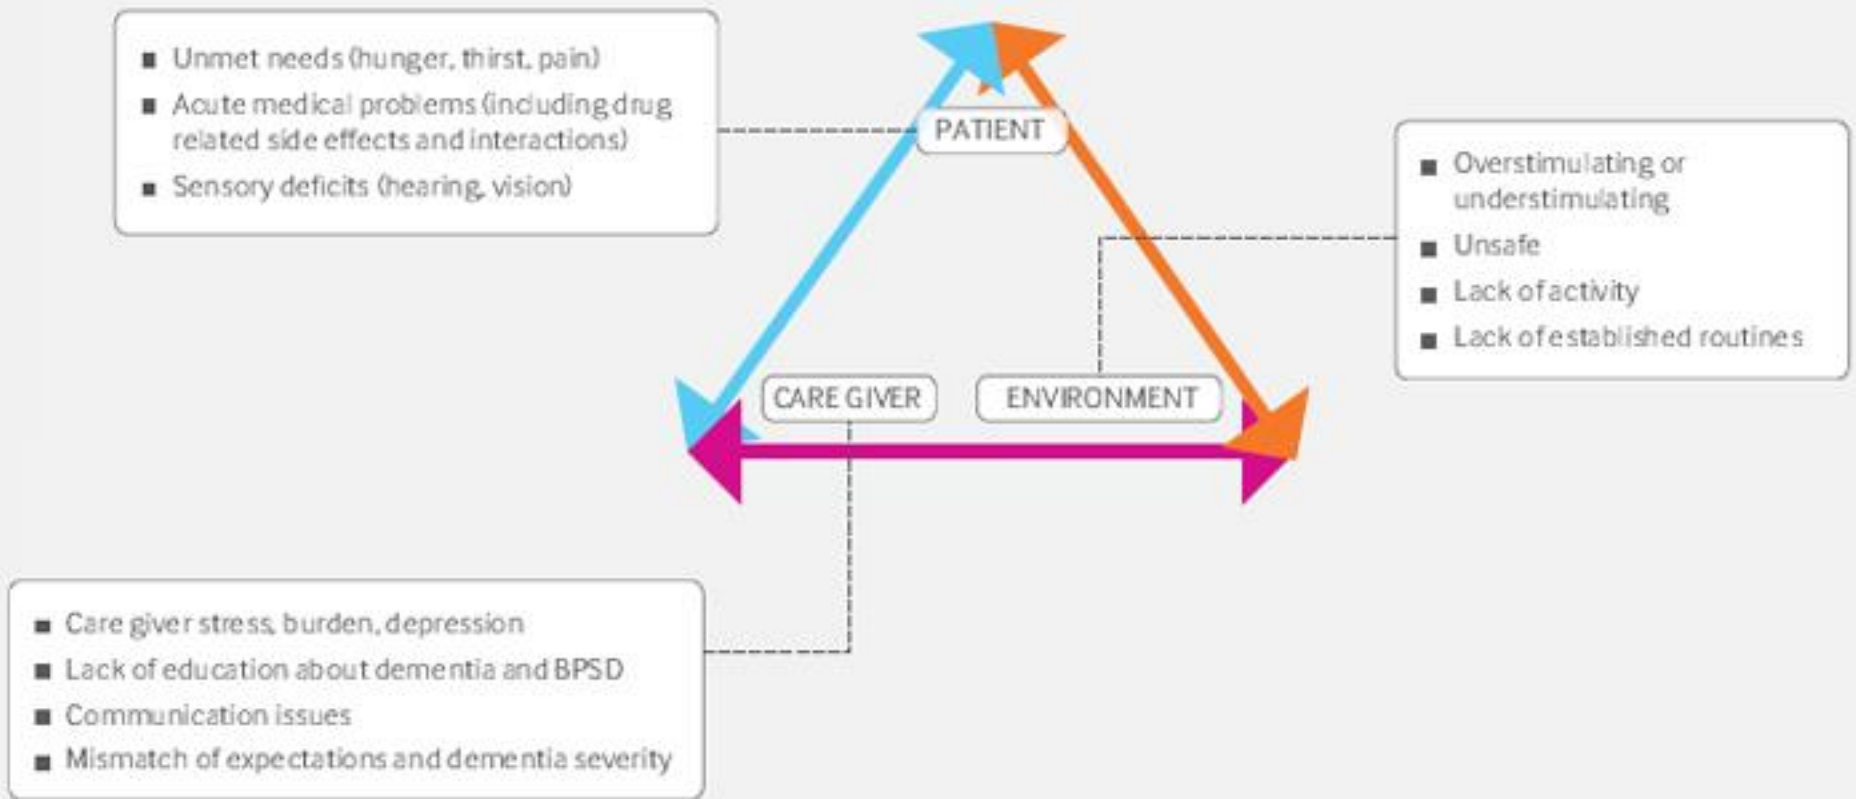 ■ Unmet needs (hunger, thirst, pain)
■ Acute medical problems (including drug
related side effects and interactions)
■ Sensory deficits (hearing, vision)
PATIENT
■ Overstimulating or
understimulating
■ Unsafe
■ Lack of activity
■ Lack of established routines
CARE GIVER
ENVIRONMENT
■ Care giver stress, burden, depression
■ Lack of education about dementia and BPSD
■ Communication issues
■ Mismatch of expectations and dementia severity